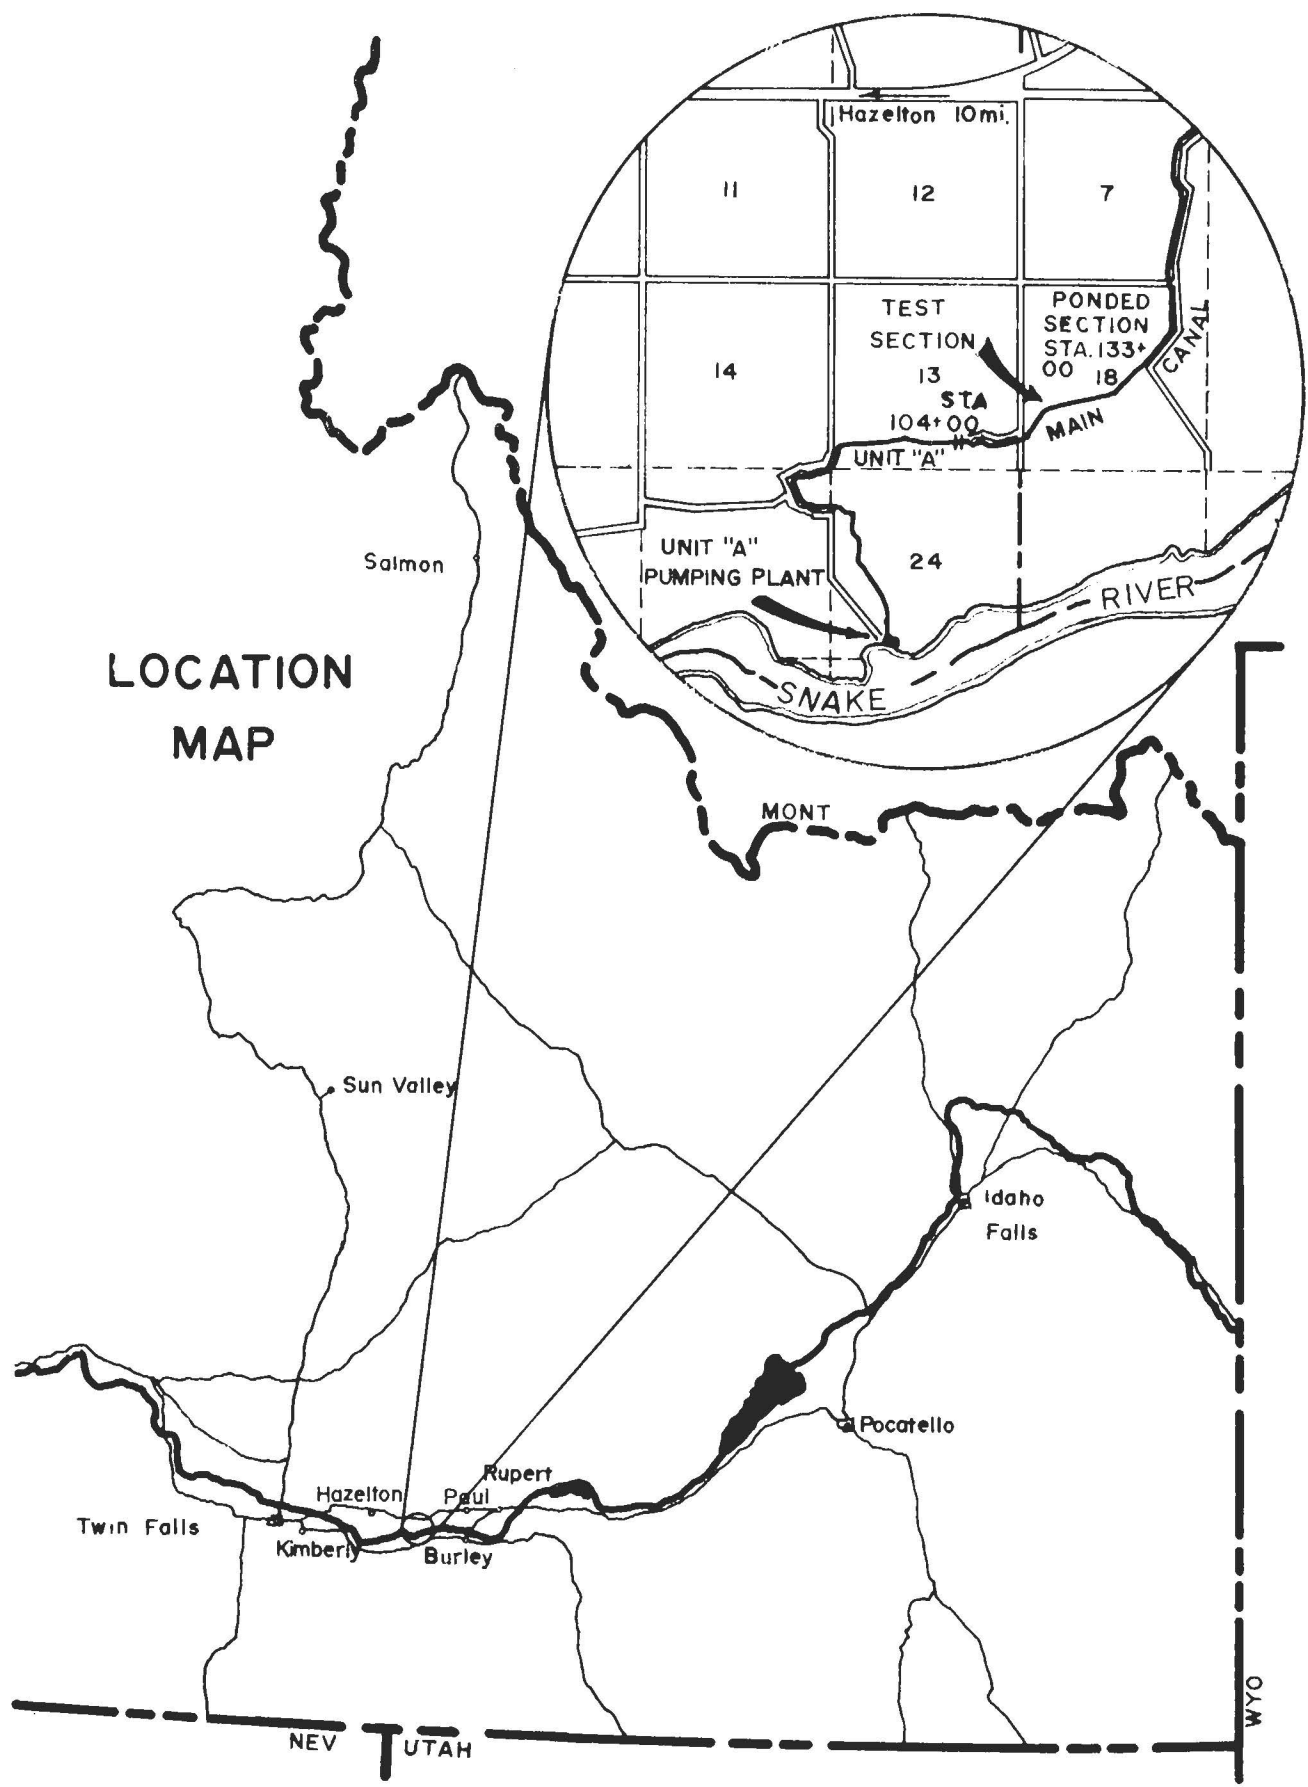 Hazelton 10mi.
11
12
7
TEST
SECTION
PONDED
SECTION
STA. 133+
00
18
CANAL
14
13
STA
104+00
MAIN
UNIT "A"
UNIT "A"
PUMPING PLANT
24
RIVER
SNAKE
Salmon
LOCATION
MAP
MONT
Sun Valley
Idaho
Falls
Pocatello
Rupert
Hazelton
Paul
Twin Falls
Kimberly
Burley
NEV
UTAH
WYO